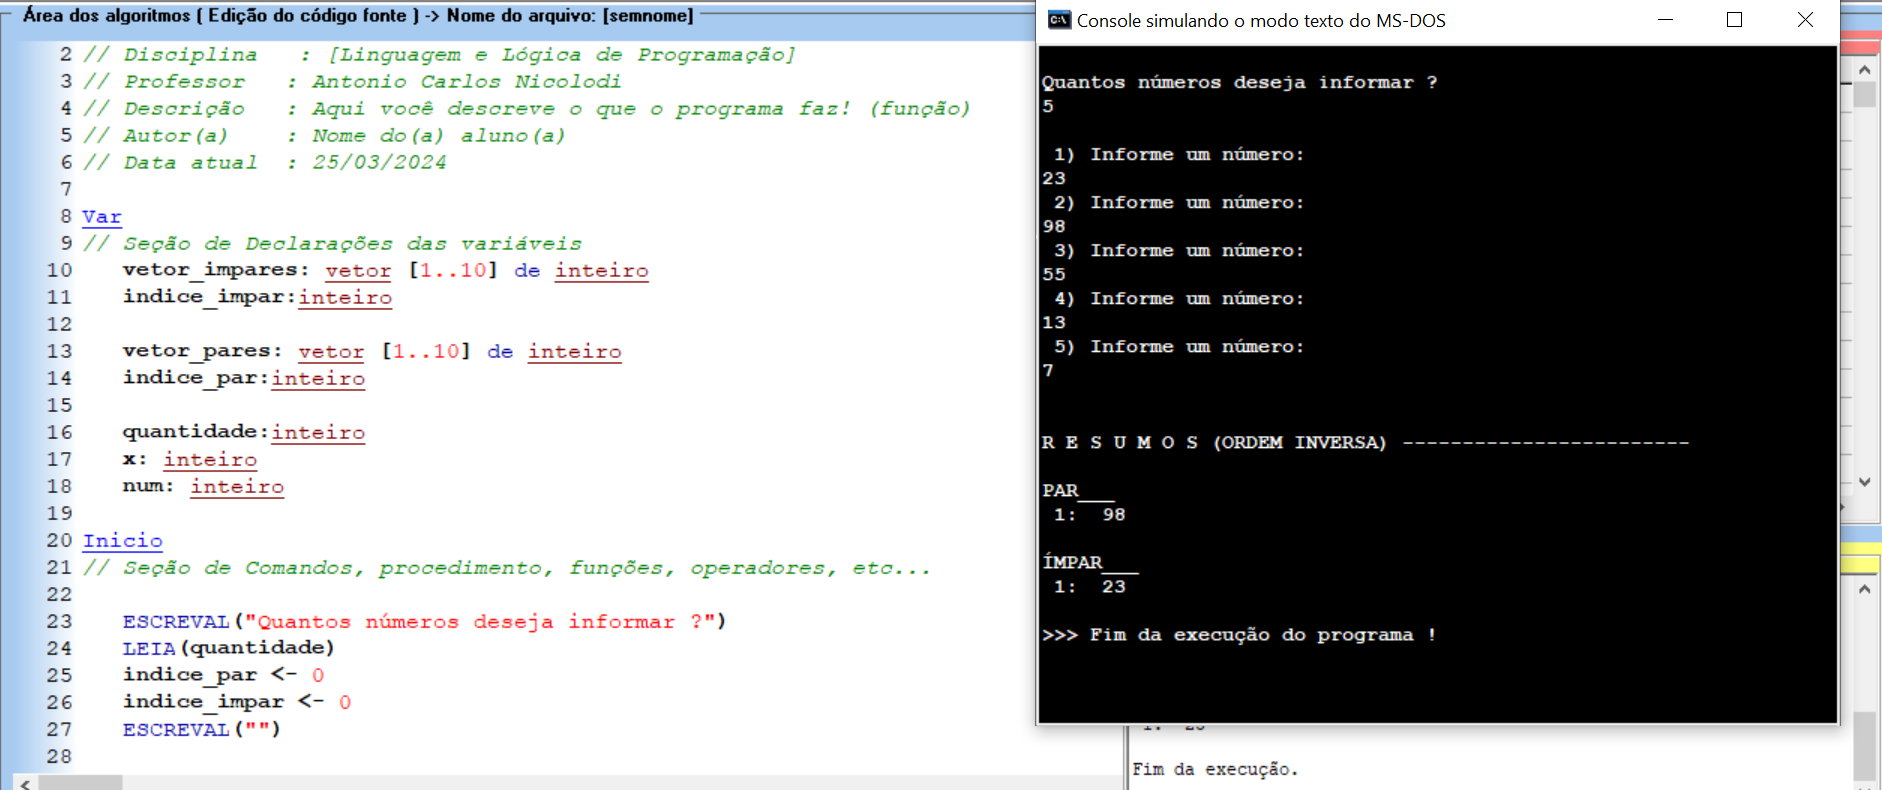 Área dos algoritmos ( Edição do código fonte ) -> Nome do arquivo: [semnome]
2 // Disciplina   : [Linguagem e Lógica de Programação]
3 // Professor   : Antonio Carlos Nicolodi
4 // Descrição   : Aqui você descreve o que o programa faz! (função)
5 // Autor(a)    : Nome do(a) aluno(a)
6 // Data atual  : 25/03/2024
7
8 Var
9 // Seção de Declarações das variáveis
10    vetor_impares: vetor [1..10] de inteiro
11    indice_impar:inteiro
12
13    vetor_pares: vetor [1..10] de inteiro
14    indice_par:inteiro
15
16    quantidade:inteiro
17    x: inteiro
18    num: inteiro
19
20 Inicio
21 // Seção de Comandos, procedimento, funções, operadores, etc...
22
23    ESCREVAL("Quantos números deseja informar ?")
24    LEIA(quantidade)
25    indice_par <- 0
26    indice_impar <- 0
27    ESCREVAL("")
28
Console simulando o modo texto do MS-DOS
Quantos números deseja informar ?
5
1) Informe um número:
23
2) Informe um número:
98
3) Informe um número:
55
4) Informe um número:
13
5) Informe um número:
7
R E S U M O S (ORDEM INVERSA) ------------------------
PAR___
1:  98
ÍMPAR___
1:  23
>>> Fim da execução do programa !
Fim da execução.